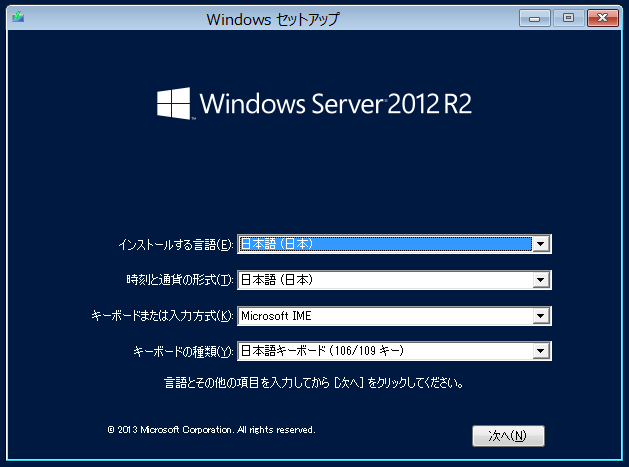 Windows セットアップ
Windows Server 2012 R2
インストールする言語(E): 日本語 (日本)
時刻と通貨の形式(T): 日本語 (日本)
キーボードまたは入力方式(K): Microsoft IME
キーボードの種類(Y): 日本語キーボード (106/109 キー)
言語とその他の項目を入力してから [次へ] をクリックしてください。
© 2013 Microsoft Corporation. All rights reserved.
次へ(N)